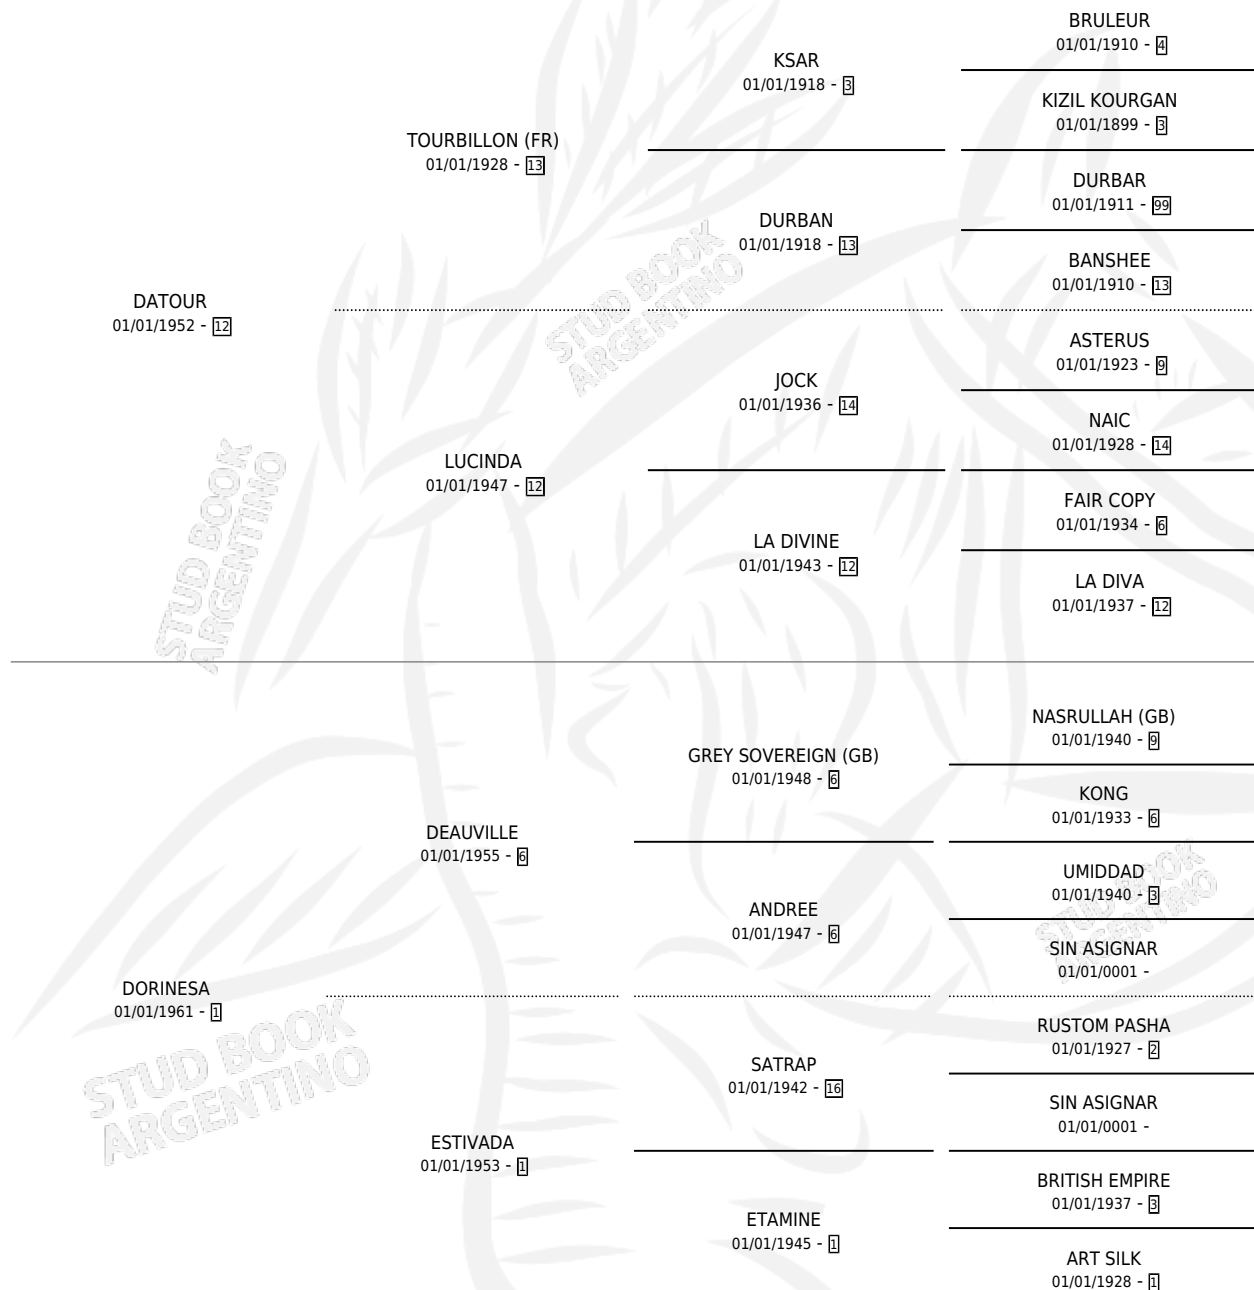 BRULEUR
01/01/1910 - 4
KSAR
01/01/1918 - 3
KIZIL KOURGAN
01/01/1899 - 3
TOURBILLON (FR)
01/01/1928 - 13
DURBAR
01/01/1911 - 99
DURBAN
01/01/1918 - 13
BANSHEE
01/01/1910 - 13
DATOUR
01/01/1952 - 12
STUD BOOK
ARGENTINO
ASTERUS
01/01/1923 - 9
JOCK
01/01/1936 - 14
NAIC
01/01/1928 - 14
LUCINDA
01/01/1947 - 12
FAIR COPY
01/01/1934 - 6
LA DIVINE
01/01/1943 - 12
LA DIVA
01/01/1937 - 12
STUD BOOK
ARGENTINO
NASRULLAH (GB)
01/01/1940 - 9
GREY SOVEREIGN (GB)
01/01/1948 - 6
KONG
01/01/1933 - 6
DEAUVILLE
01/01/1955 - 6
UMIDDAD
01/01/1940 - 3
ANDREE
01/01/1947 - 6
STUD BOOK
ARGENTINO
SIN ASIGNAR
01/01/0001 -
DORINESA
01/01/1961 - 1
RUSTOM PASHA
01/01/1927 - 2
SATRAP
01/01/1942 - 16
STUD BOOK
ARGENTINO
SIN ASIGNAR
01/01/0001 -
ESTIVADA
01/01/1953 - 1
BRITISH EMPIRE
01/01/1937 - 3
ETAMINE
01/01/1945 - 1
ART SILK
01/01/1928 - 1